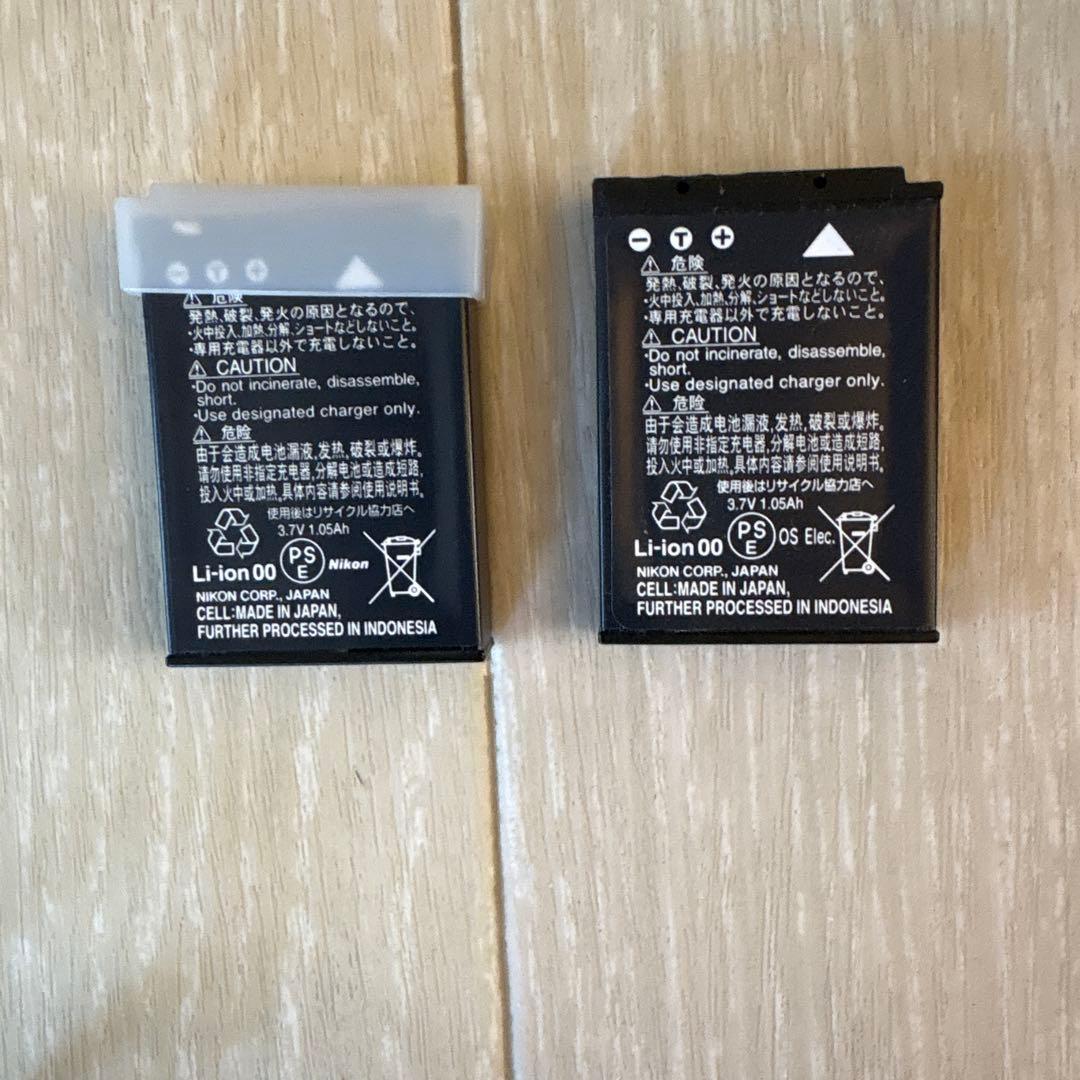 − T +
⚠ 危険
発熱、破裂、発火の原因となるので、
・火中投入、加熱、分解、ショートなどしないこと。
・専用充電器以外で充電しないこと。
⚠ CAUTION
・Do not incinerate, disassemble,
short.
・Use designated charger only.
⚠ 危险
由于会造成电池漏液,发热,破裂或爆炸。
请勿使用非指定充电器,分解电池或造成短路,
投入火中或加热。具体内容请参阅使用说明书。
使用後はリサイクル協力店へ
3.7V 1.05Ah
Li-ion 00 PS E Nikon
NIKON CORP., JAPAN
CELL:MADE IN JAPAN,
FURTHER PROCESSED IN INDONESIA
− T +
⚠ 危険
発熱、破裂、発火の原因となるので、
・火中投入、加熱、分解、ショートなどしないこと。
・専用充電器以外で充電しないこと。
⚠ CAUTION
・Do not incinerate, disassemble,
short.
・Use designated charger only.
⚠ 危险
由于会造成电池漏液,发热,破裂或爆炸。
请勿使用非指定充电器,分解电池或造成短路,
投入火中或加热。具体内容请参阅使用说明书。
使用後はリサイクル協力店へ
3.7V 1.05Ah
Li-ion 00 PS E OS Elec.
NIKON CORP., JAPAN
CELL:MADE IN JAPAN,
FURTHER PROCESSED IN INDONESIA